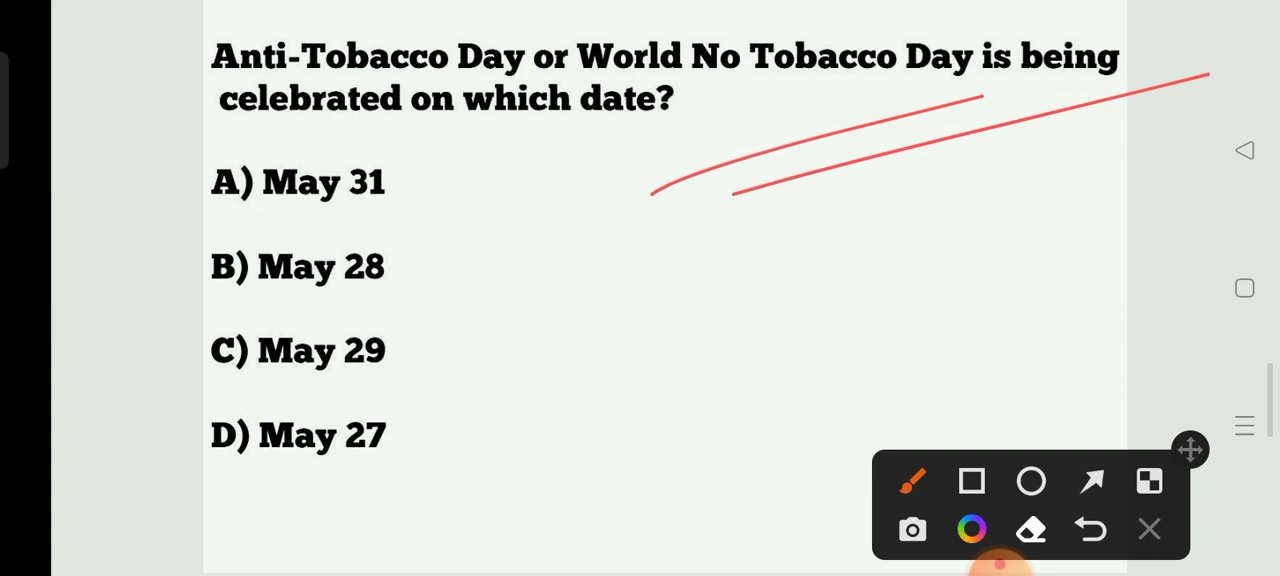 Anti-Tobacco Day or World No Tobacco Day is being
celebrated on which date?
A) May 31
B) May 28
C) May 29
D) May 27